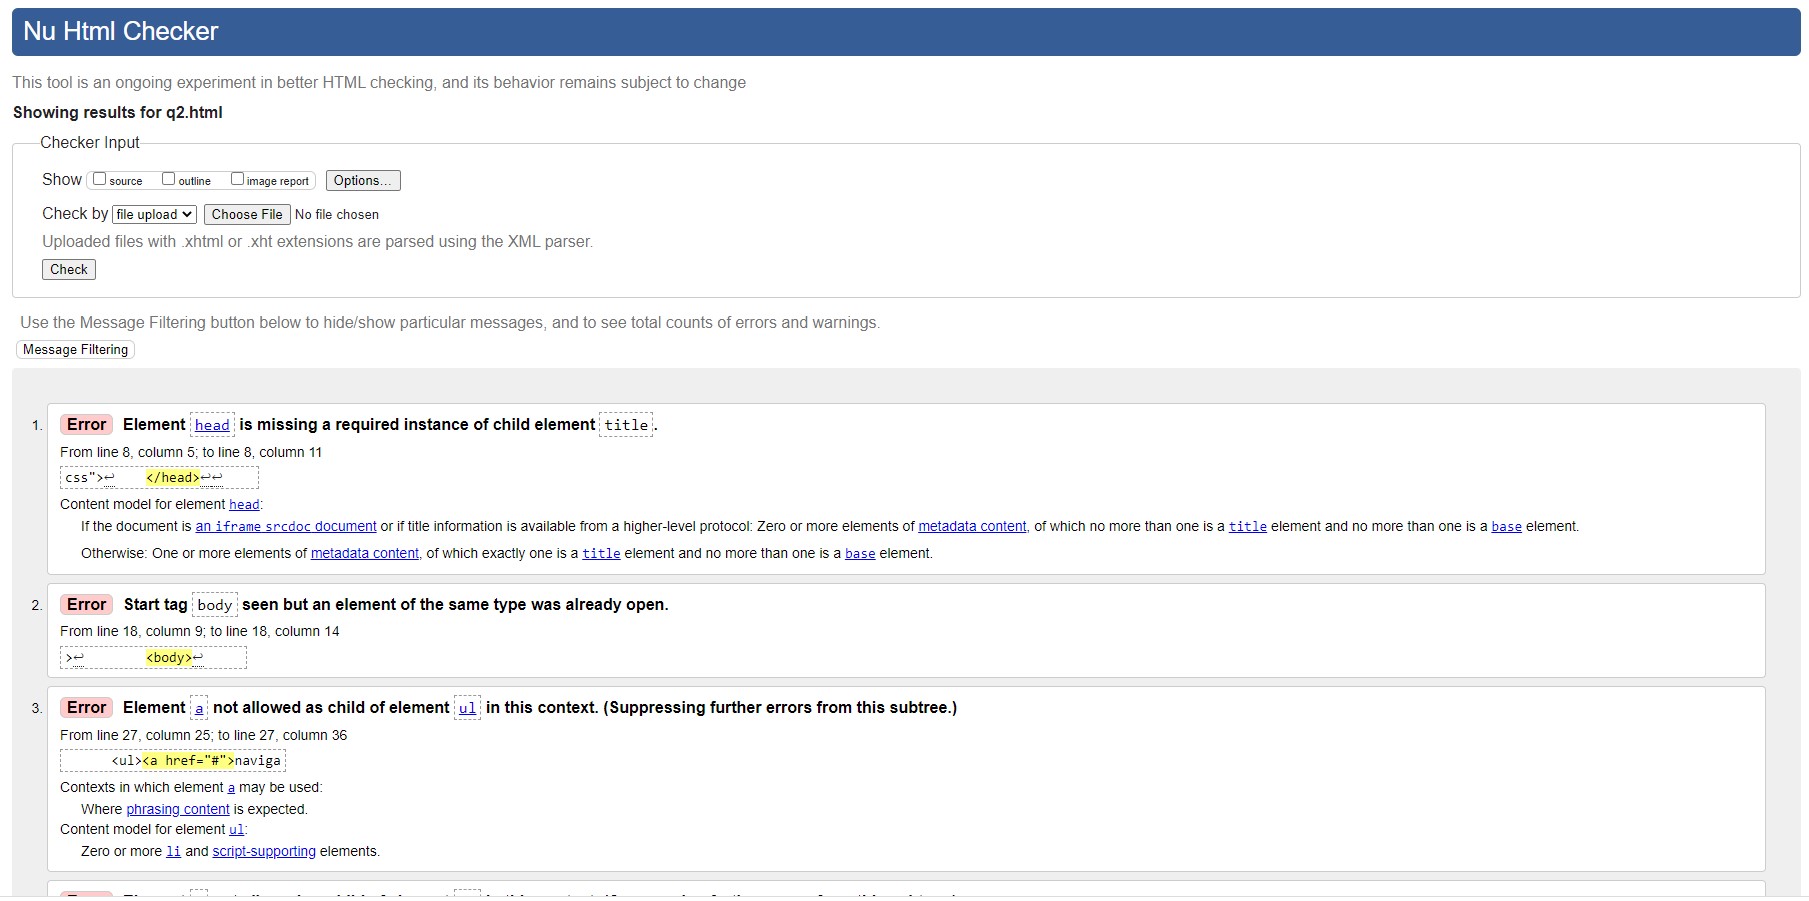 Nu Html Checker
This tool is an ongoing experiment in better HTML checking, and its behavior remains subject to change
Showing results for q2.html
Checker Input
Show source outline image report Options...
Check by file upload Choose File No file chosen
Uploaded files with .xhtml or .xht extensions are parsed using the XML parser.
Check
Use the Message Filtering button below to hide/show particular messages, and to see total counts of errors and warnings.
Message Filtering
1. Error Element head is missing a required instance of child element title.
From line 8, column 5; to line 8, column 11
css">↩ </head>↩↩
Content model for element head:
If the document is an iframe srcdoc document or if title information is available from a higher-level protocol: Zero or more elements of metadata content, of which no more than one is a title element and no more than one is a base element.
Otherwise: One or more elements of metadata content, of which exactly one is a title element and no more than one is a base element.
2. Error Start tag body seen but an element of the same type was already open.
From line 18, column 9; to line 18, column 14
>↩ <body>↩
3. Error Element a not allowed as child of element ul in this context. (Suppressing further errors from this subtree.)
From line 27, column 25; to line 27, column 36
<ul><a href="#">naviga
Contexts in which element a may be used:
Where phrasing content is expected.
Content model for element ul:
Zero or more li and script-supporting elements.